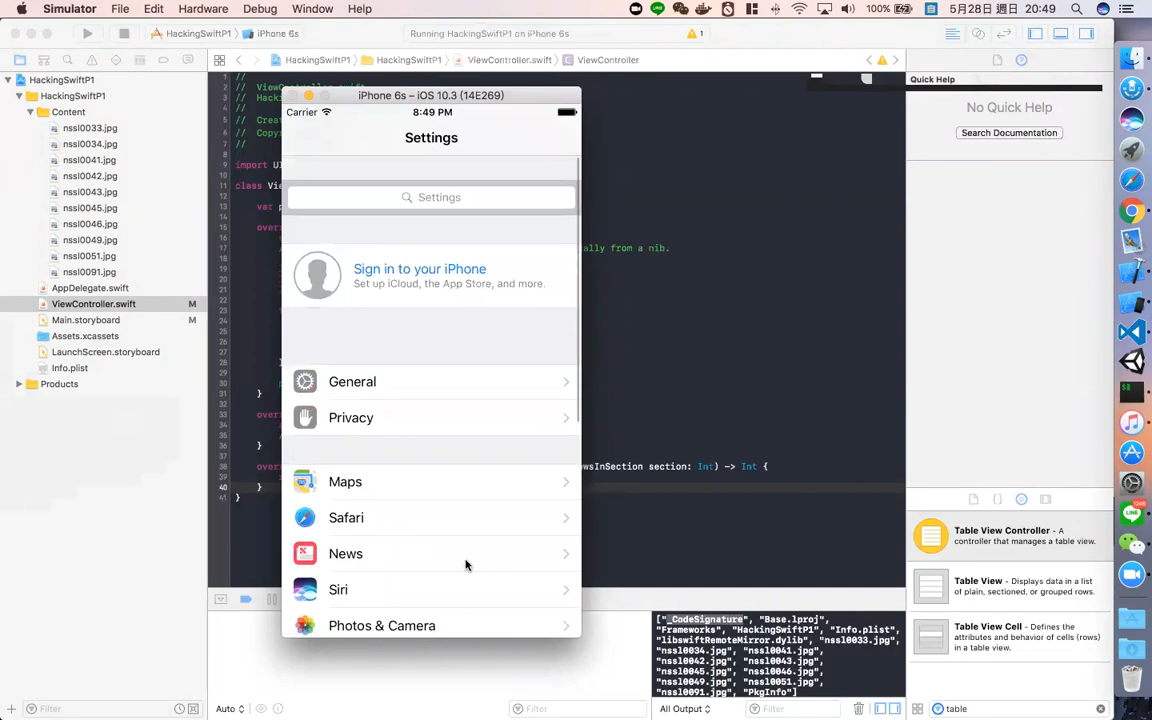 Simulator File Edit Hardware Debug Window Help 100% 5月28日 週日 20:49
HackingSwiftP1 iPhone 6s Running HackingSwiftP1 on iPhone 6s 1
HackingSwiftP1 HackingSwiftP1 ViewController.swift ViewController
HackingSwiftP1
HackingSwiftP1
Content
nssl0033.jpg
nssl0034.jpg
nssl0041.jpg
nssl0042.jpg
nssl0043.jpg
nssl0045.jpg
nssl0046.jpg
nssl0049.jpg
nssl0051.jpg
nssl0091.jpg
AppDelegate.swift
ViewController.swift M
Main.storyboard M
Assets.xcassets
LaunchScreen.storyboard
Info.plist
Products
Filter
//
//
//
//
//
//
//
import
class
ally from a nib.
wsInSection section: Int) -> Int {
}
}
}
}
iPhone 6s – iOS 10.3 (14E269)
Carrier 8:49 PM
Settings
Settings
Sign in to your iPhone
Set up iCloud, the App Store, and more.
General
Privacy
Maps
Safari
News
Siri
Photos & Camera
Auto
Filter
["_CodeSignature", "Base.lproj",
"Frameworks", "HackingSwiftP1", "Info.plist",
"libswiftRemoteMirror.dylib", "nssl0033.jpg",
"nssl0034.jpg", "nssl0041.jpg",
"nssl0042.jpg", "nssl0043.jpg",
"nssl0045.jpg", "nssl0046.jpg",
"nssl0049.jpg", "nssl0051.jpg",
"nssl0091.jpg", "PkgInfo"]
All Output
Filter
Quick Help
No Quick Help
Search Documentation
Table View Controller - A
controller that manages a table view.
Table View - Displays data in a list
of plain, sectioned, or grouped rows.
Table View Cell - Defines the
attributes and behavior of cells (rows)
in a table view.
table